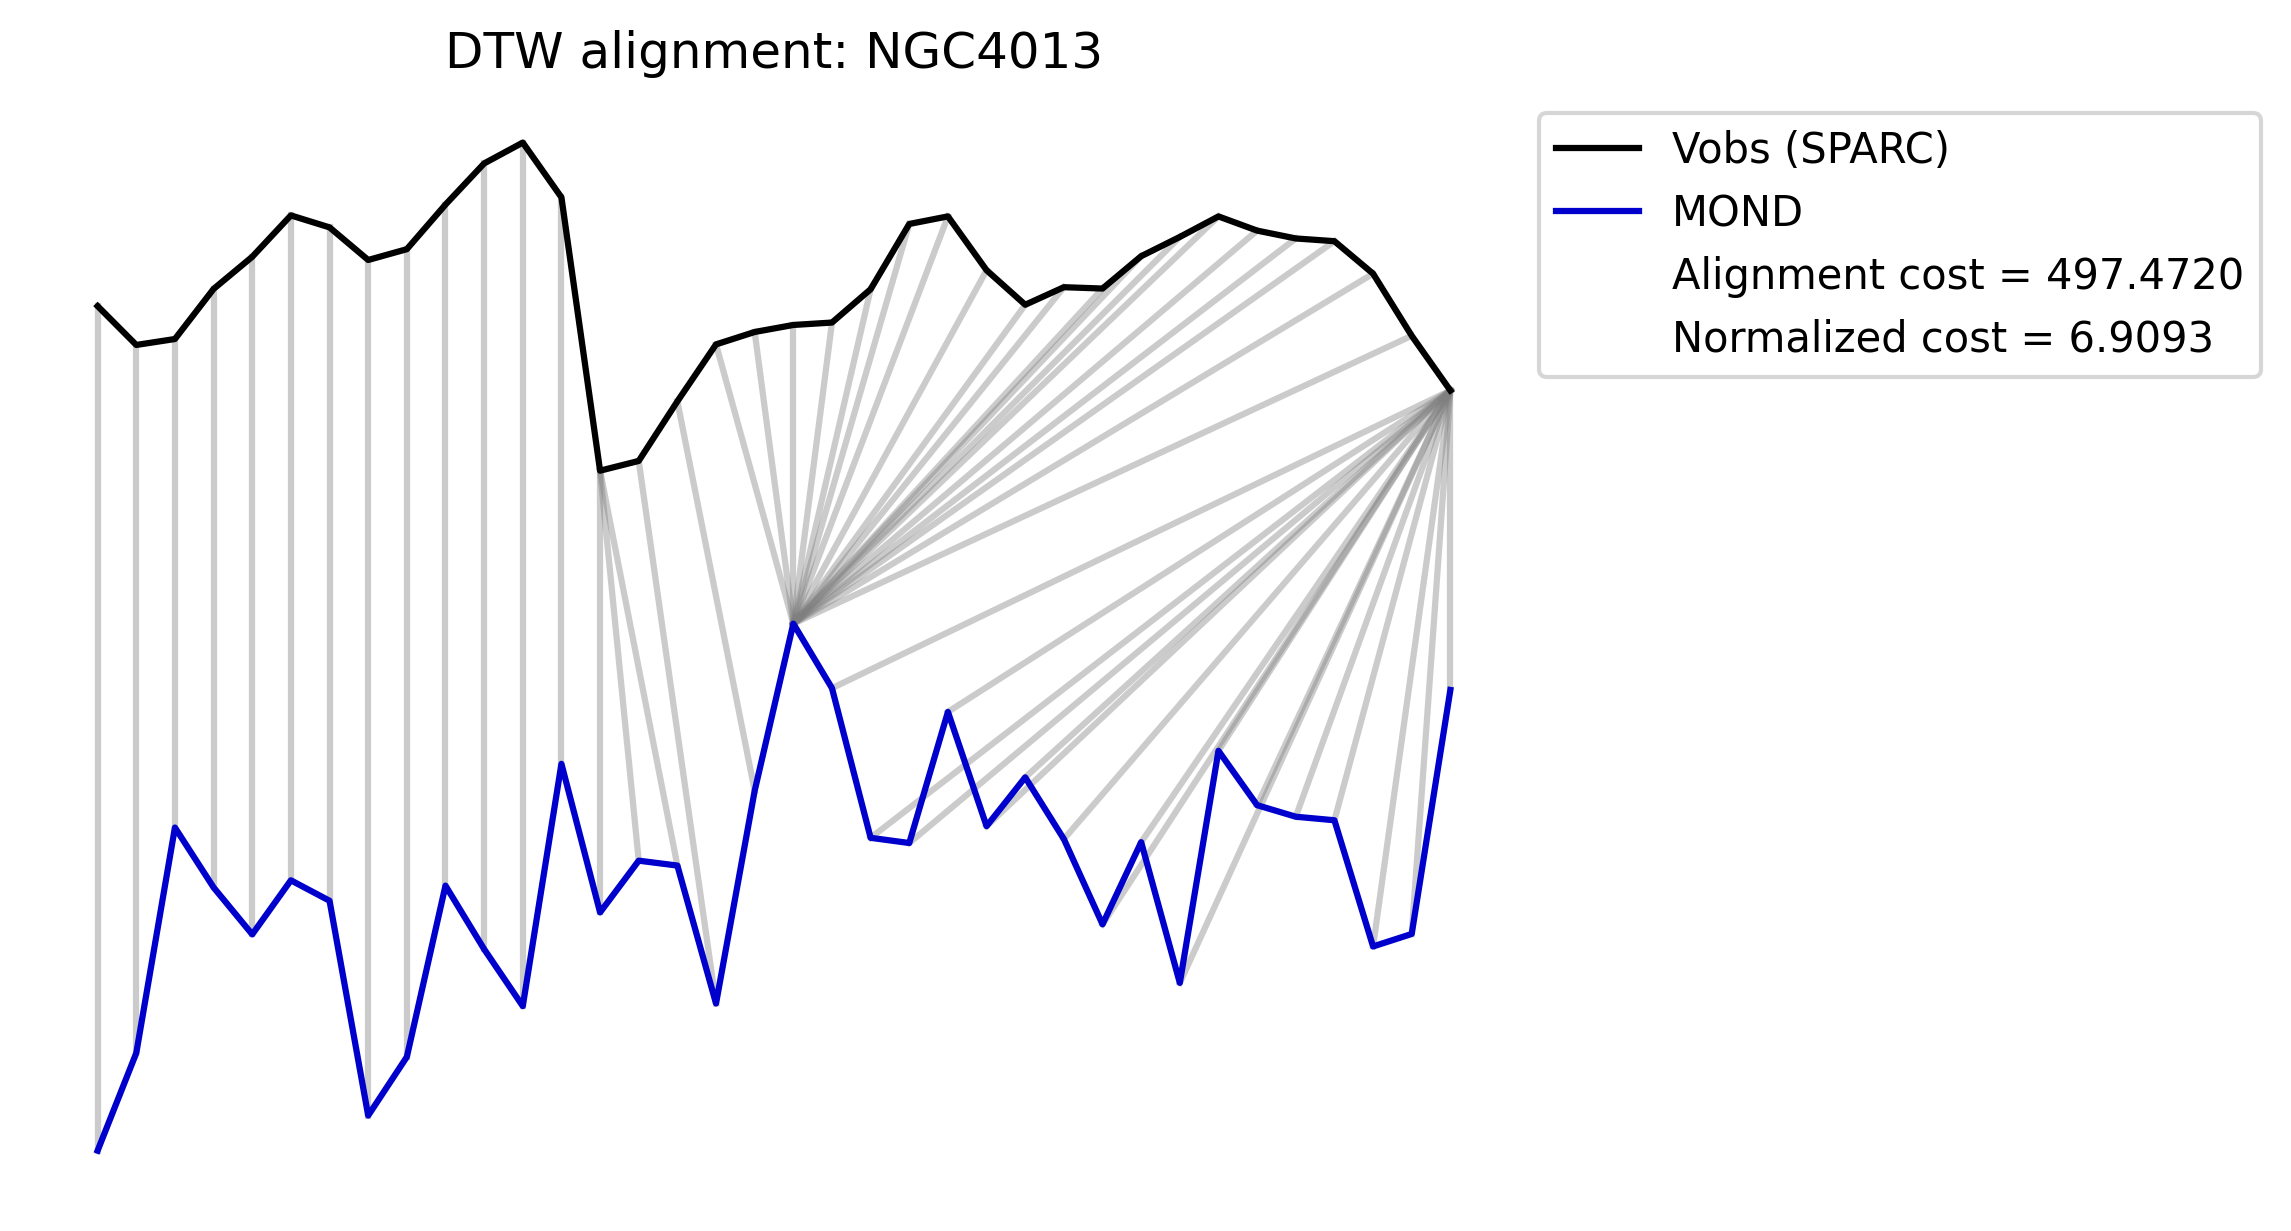 DTW alignment: NGC4013
Vobs (SPARC)
MOND
Alignment cost = 497.4720
Normalized cost = 6.9093